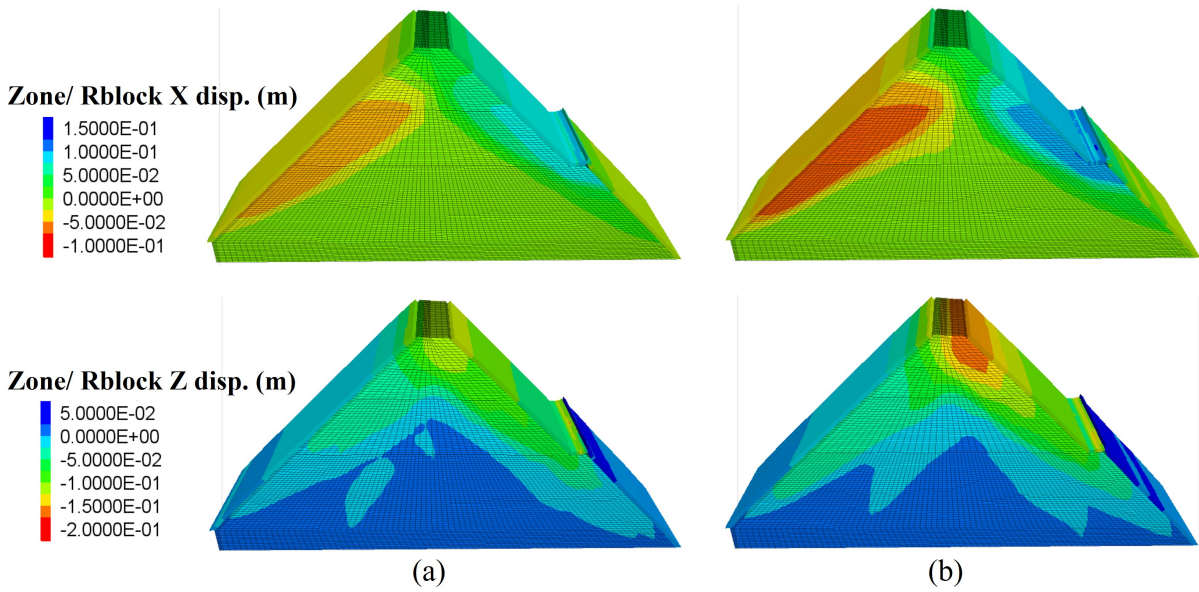 Zone/ Rblock X disp. (m)
1.5000E-01
1.0000E-01
5.0000E-02
0.0000E+00
-5.0000E-02
-1.0000E-01
Zone/ Rblock Z disp. (m)
5.0000E-02
0.0000E+00
-5.0000E-02
-1.0000E-01
-1.5000E-01
-2.0000E-01
(a)
(b)